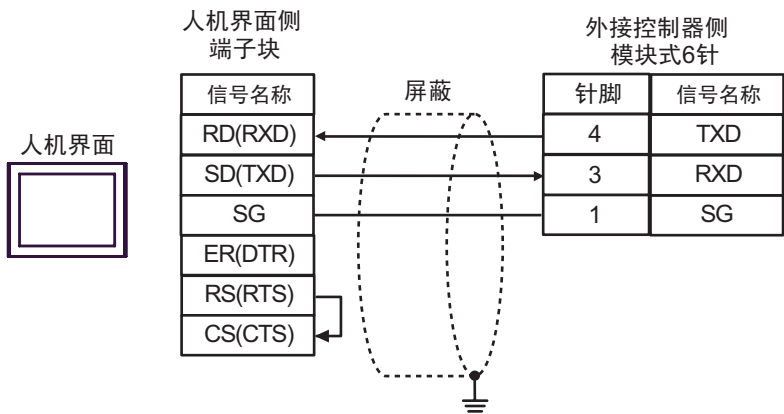 人机界面侧
端子块
外接控制器侧
模块式6针
人机界面
屏蔽
信号名称
RD(RXD)
SD(TXD)
SG
ER(DTR)
RS(RTS)
CS(CTS)
针脚 信号名称
4 TXD
3 RXD
1 SG